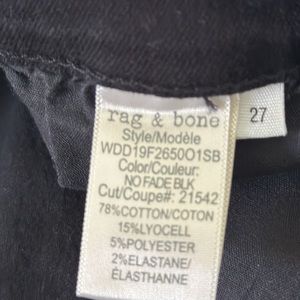 rag & bone
Style/Modèle
WDD19F2650O1SB
Color/Couleur:
NO FADE BLK
Cut/Coupe#: 21542
78%COTTON/COTON
15%LYOCELL
5%POLYESTER
2%ELASTANE/
ÉLASTHANNE
27